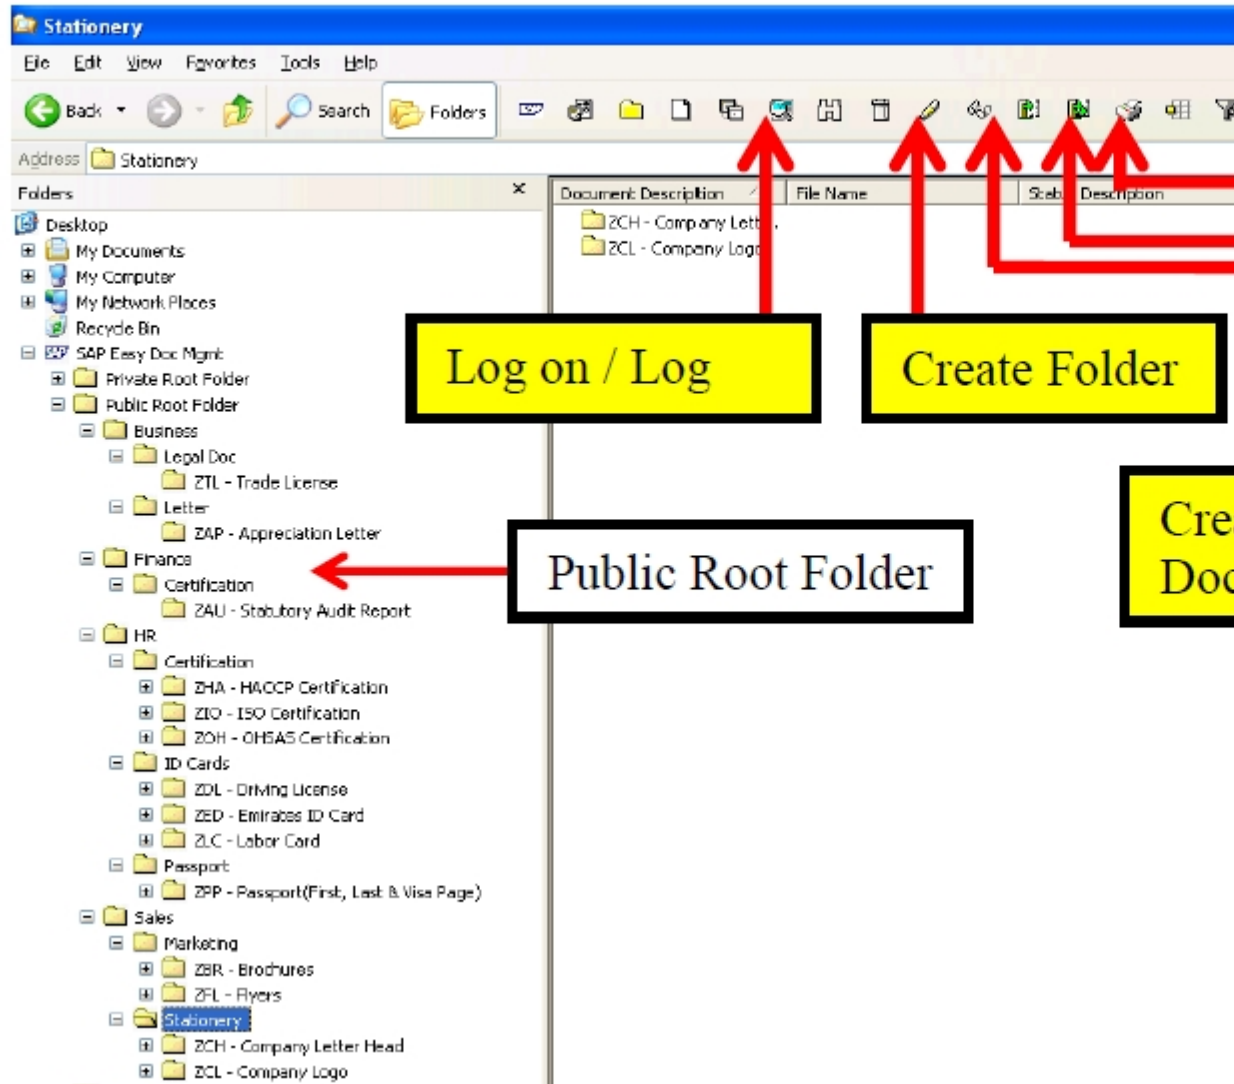 Stationery
File Edit View Favorites Tools Help
Back Search Folders
Address Stationery
Folders x Document Description File Name Statu Description
Desktop
My Documents
My Computer
My Network Places
Recycle Bin
SAP Easy Doc Mgmt
Private Root Folder
Public Root Folder
Business
Legal Doc
ZTL - Trade License
Letter
ZAP - Appreciation Letter
Finance
Certification
ZAU - Statutory Audit Report
HR
Certification
ZHA - HACCP Certification
ZIO - ISO Certification
ZOH - OHSAS Certification
ID Cards
ZDL - Driving License
ZED - Emirates ID Card
ZLC - Labor Card
Passport
ZPP - Passport(First, Last & Visa Page)
Sales
Marketing
ZBR - Brochures
ZFL - Flyers
Stationery
ZCH - Company Letter Head
ZCL - Company Logo
ZCH - Company Lett
ZCL - Company Logo
Log on / Log
Create Folder
Public Root Folder
Cre
Doc